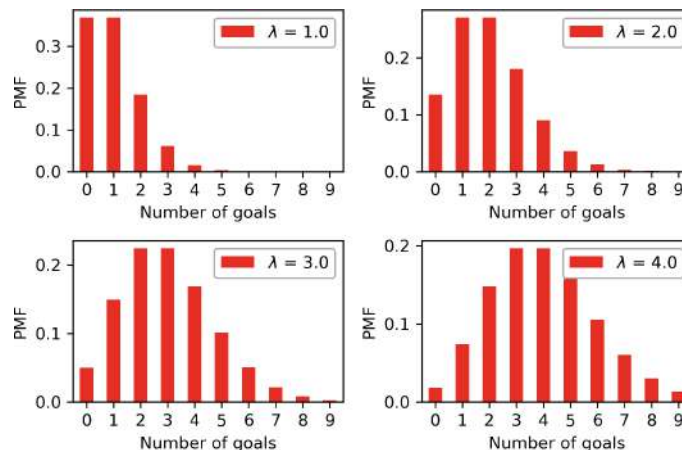 0.3
0.2
0.1
0.0
PMF
λ = 1.0
0 1 2 3 4 5 6 7 8 9
Number of goals
0.2
0.1
0.0
PMF
λ = 2.0
0 1 2 3 4 5 6 7 8 9
Number of goals
0.2
0.1
0.0
PMF
λ = 3.0
0 1 2 3 4 5 6 7 8 9
Number of goals
0.2
0.1
0.0
PMF
λ = 4.0
0 1 2 3 4 5 6 7 8 9
Number of goals